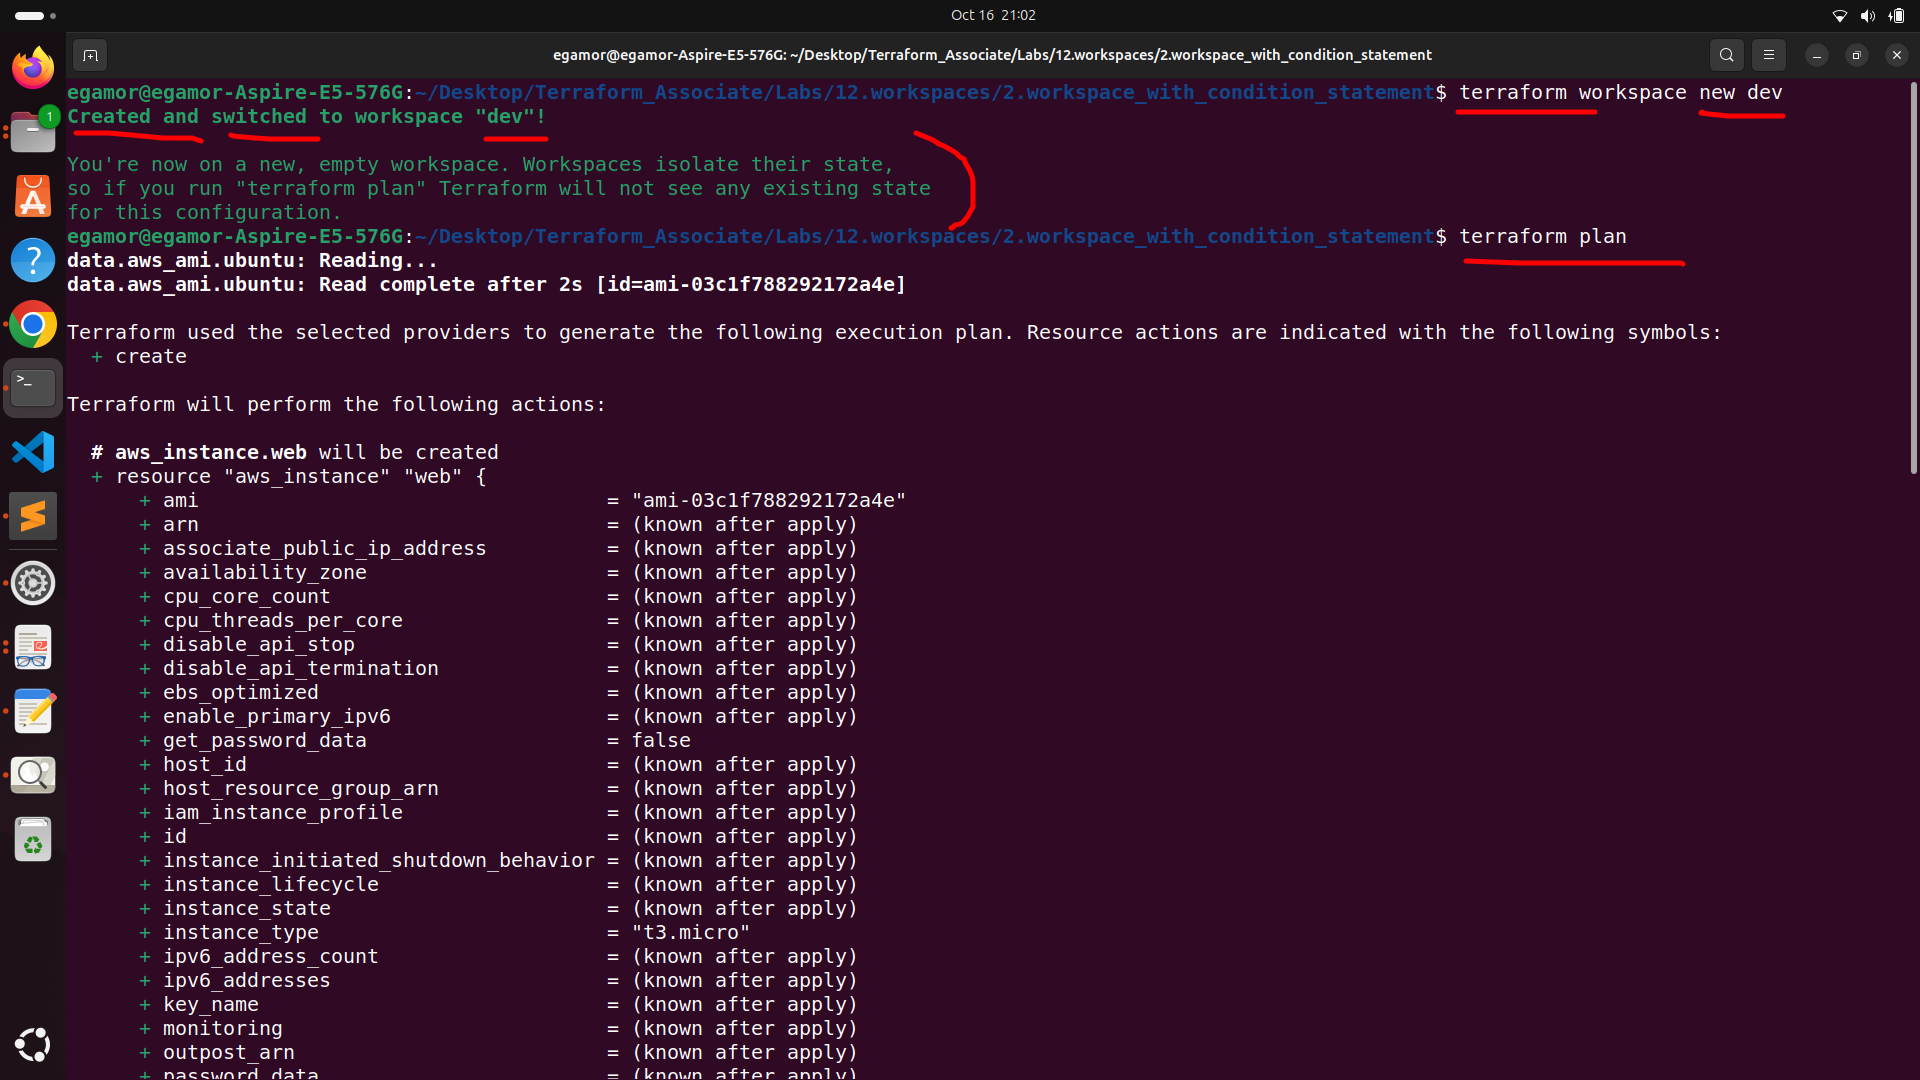 Oct 16 21:02
egamor@egamor-Aspire-E5-576G: ~/Desktop/Terraform_Associate/Labs/12.workspaces/2.workspace_with_condition_statement
egamor@egamor-Aspire-E5-576G:~/Desktop/Terraform_Associate/Labs/12.workspaces/2.workspace_with_condition_statement$ terraform workspace new dev
Created and switched to workspace "dev"!
You're now on a new, empty workspace. Workspaces isolate their state,
so if you run "terraform plan" Terraform will not see any existing state
for this configuration.
egamor@egamor-Aspire-E5-576G:~/Desktop/Terraform_Associate/Labs/12.workspaces/2.workspace_with_condition_statement$ terraform plan
data.aws_ami.ubuntu: Reading...
data.aws_ami.ubuntu: Read complete after 2s [id=ami-03c1f788292172a4e]
Terraform used the selected providers to generate the following execution plan. Resource actions are indicated with the following symbols:
+ create
Terraform will perform the following actions:
# aws_instance.web will be created
+ resource "aws_instance" "web" {
+ ami = "ami-03c1f788292172a4e"
+ arn = (known after apply)
+ associate_public_ip_address = (known after apply)
+ availability_zone = (known after apply)
+ cpu_core_count = (known after apply)
+ cpu_threads_per_core = (known after apply)
+ disable_api_stop = (known after apply)
+ disable_api_termination = (known after apply)
+ ebs_optimized = (known after apply)
+ enable_primary_ipv6 = (known after apply)
+ get_password_data = false
+ host_id = (known after apply)
+ host_resource_group_arn = (known after apply)
+ iam_instance_profile = (known after apply)
+ id = (known after apply)
+ instance_initiated_shutdown_behavior = (known after apply)
+ instance_lifecycle = (known after apply)
+ instance_state = (known after apply)
+ instance_type = "t3.micro"
+ ipv6_address_count = (known after apply)
+ ipv6_addresses = (known after apply)
+ key_name = (known after apply)
+ monitoring = (known after apply)
+ outpost_arn = (known after apply)
+ password_data = (known after apply)
1